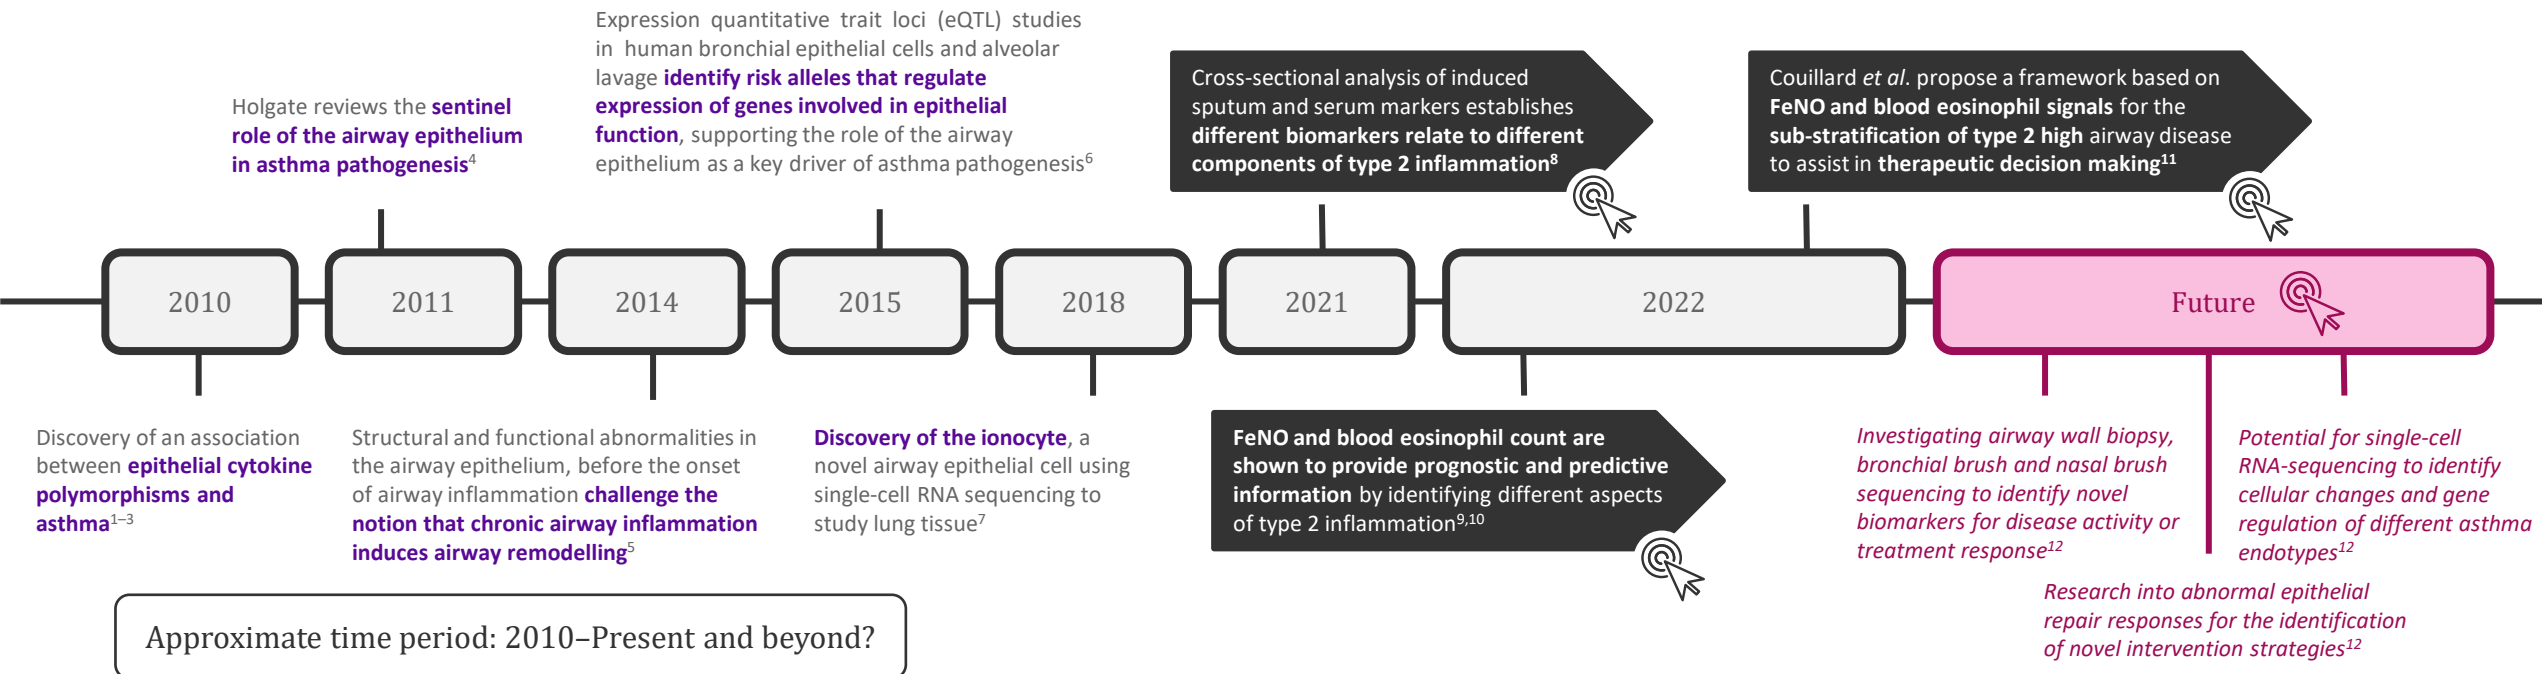 Expression quantitative trait loci (eQTL) studies
in human bronchial epithelial cells and alveolar
lavage identify risk alleles that regulate
expression of genes involved in epithelial
function, supporting the role of the airway
epithelium as a key driver of asthma pathogenesis6
Holgate reviews the sentinel
role of the airway epithelium
in asthma pathogenesis4
Cross-sectional analysis of induced
sputum and serum markers establishes
different biomarkers relate to different
components of type 2 inflammation8
Couillard et al. propose a framework based on
FeNO and blood eosinophil signals for the
sub-stratification of type 2 high airway disease
to assist in therapeutic decision making11
2010
2011
2014
2015
2018
2021
2022
Future
Discovery of an association
between epithelial cytokine
polymorphisms and
asthma1–3
Structural and functional abnormalities in
the airway epithelium, before the onset
of airway inflammation challenge the
notion that chronic airway inflammation
induces airway remodelling5
Discovery of the ionocyte, a
novel airway epithelial cell using
single-cell RNA sequencing to
study lung tissue7
FeNO and blood eosinophil count are
shown to provide prognostic and predictive
information by identifying different aspects
of type 2 inflammation9,10
Investigating airway wall biopsy,
bronchial brush and nasal brush
sequencing to identify novel
biomarkers for disease activity or
treatment response12
Potential for single-cell
RNA-sequencing to identify
cellular changes and gene
regulation of different asthma
endotypes12
Research into abnormal epithelial
repair responses for the identification
of novel intervention strategies12
Approximate time period: 2010–Present and beyond?